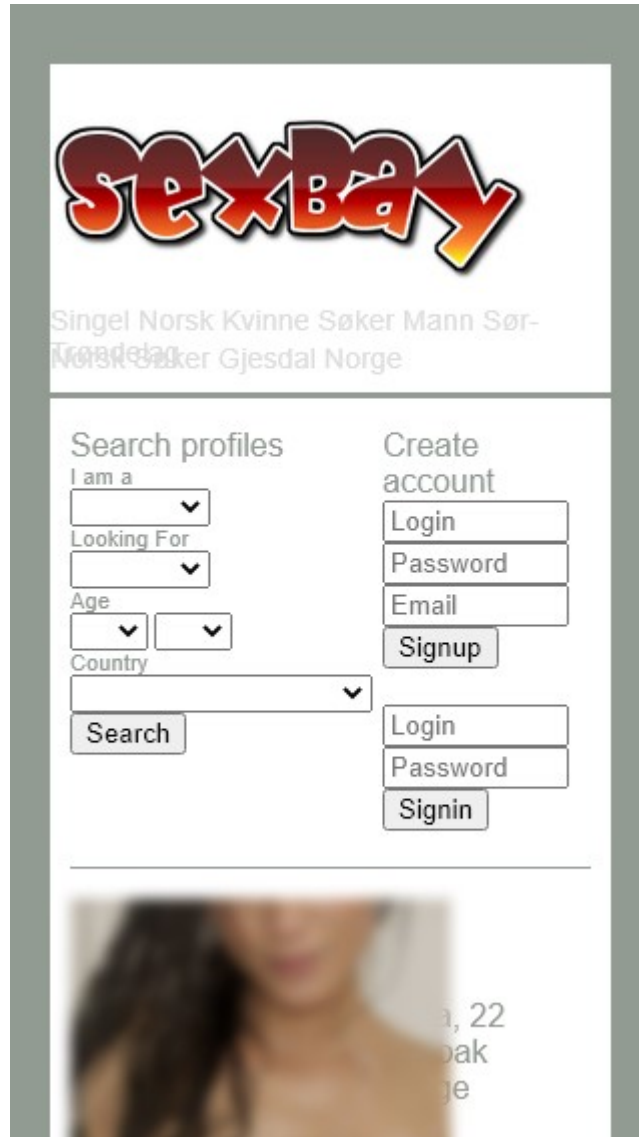 sexBay
Singel Norsk Kvinne Søker Mann Sør-
Trøndelag
Norsk Søker Gjesdal Norge
Search profiles
I am a
Looking For
Age
Country
Search
Create
account
Login
Password
Email
Signup
Login
Password
Signin
, 22